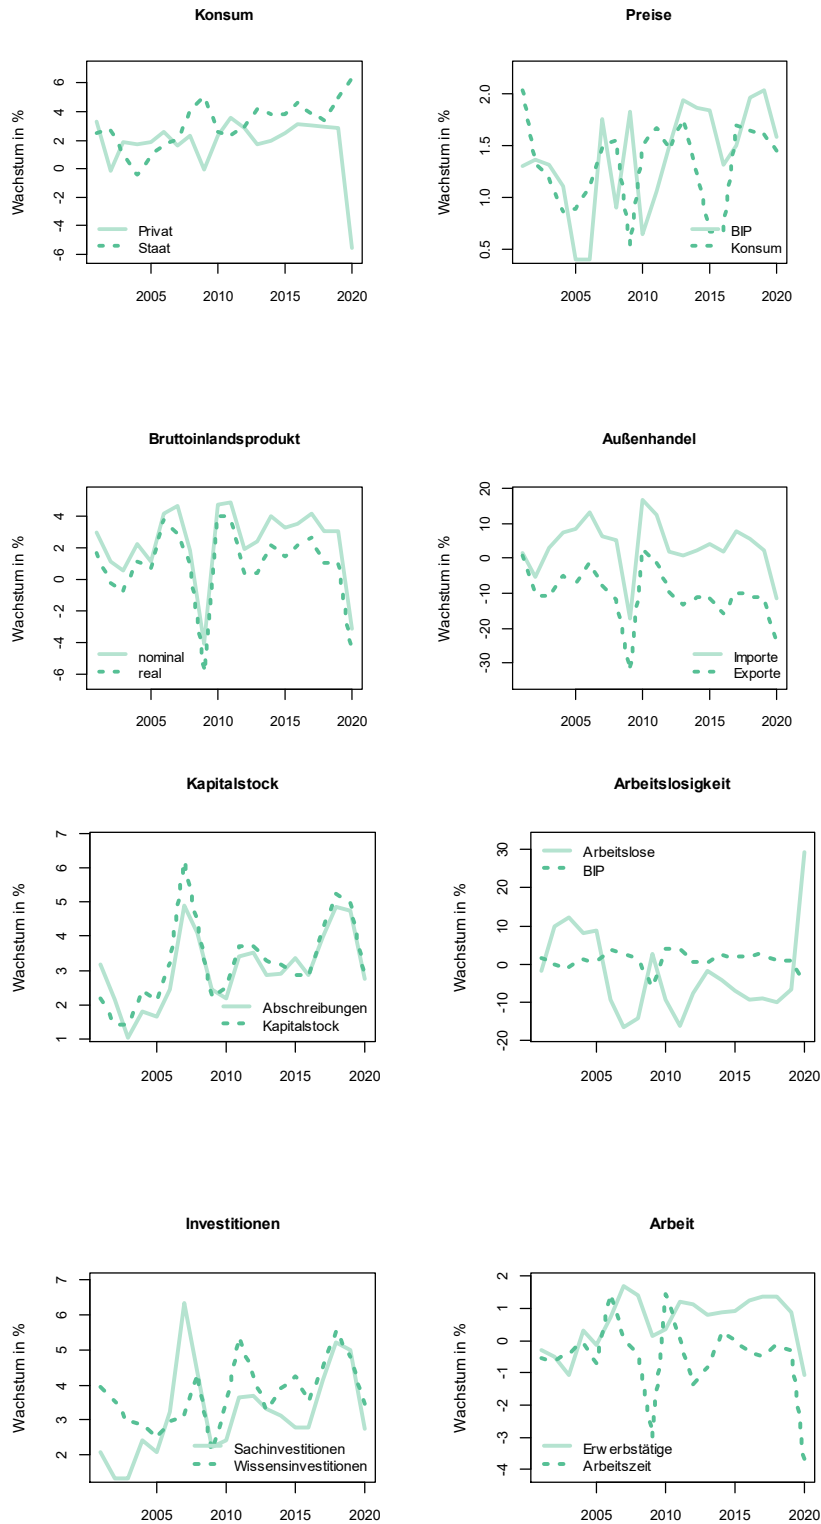 Konsum
Wachstum in %
6
4
2
0
-2
-4
-6
Privat
Staat
2005 2010 2015 2020
Preise
Wachstum in %
2.0
1.5
1.0
0.5
BIP
Konsum
2005 2010 2015 2020
Bruttoinlandsprodukt
Wachstum in %
4
2
0
-2
-4
-6
nominal
real
2005 2010 2015 2020
Außenhandel
Wachstum in %
20
10
0
-10
-20
-30
Importe
Exporte
2005 2010 2015 2020
Kapitalstock
Wachstum in %
7
6
5
4
3
2
1
Abschreibungen
Kapitalstock
2005 2010 2015 2020
Arbeitslosigkeit
Wachstum in %
30
20
10
0
-10
-20
Arbeitslose
BIP
2005 2010 2015 2020
Investitionen
Wachstum in %
7
6
5
4
3
2
Sachinvestitionen
Wissensinvestitionen
2005 2010 2015 2020
Arbeit
Wachstum in %
2
1
0
-1
-2
-3
-4
Erwerbstätige
Arbeitszeit
2005 2010 2015 2020